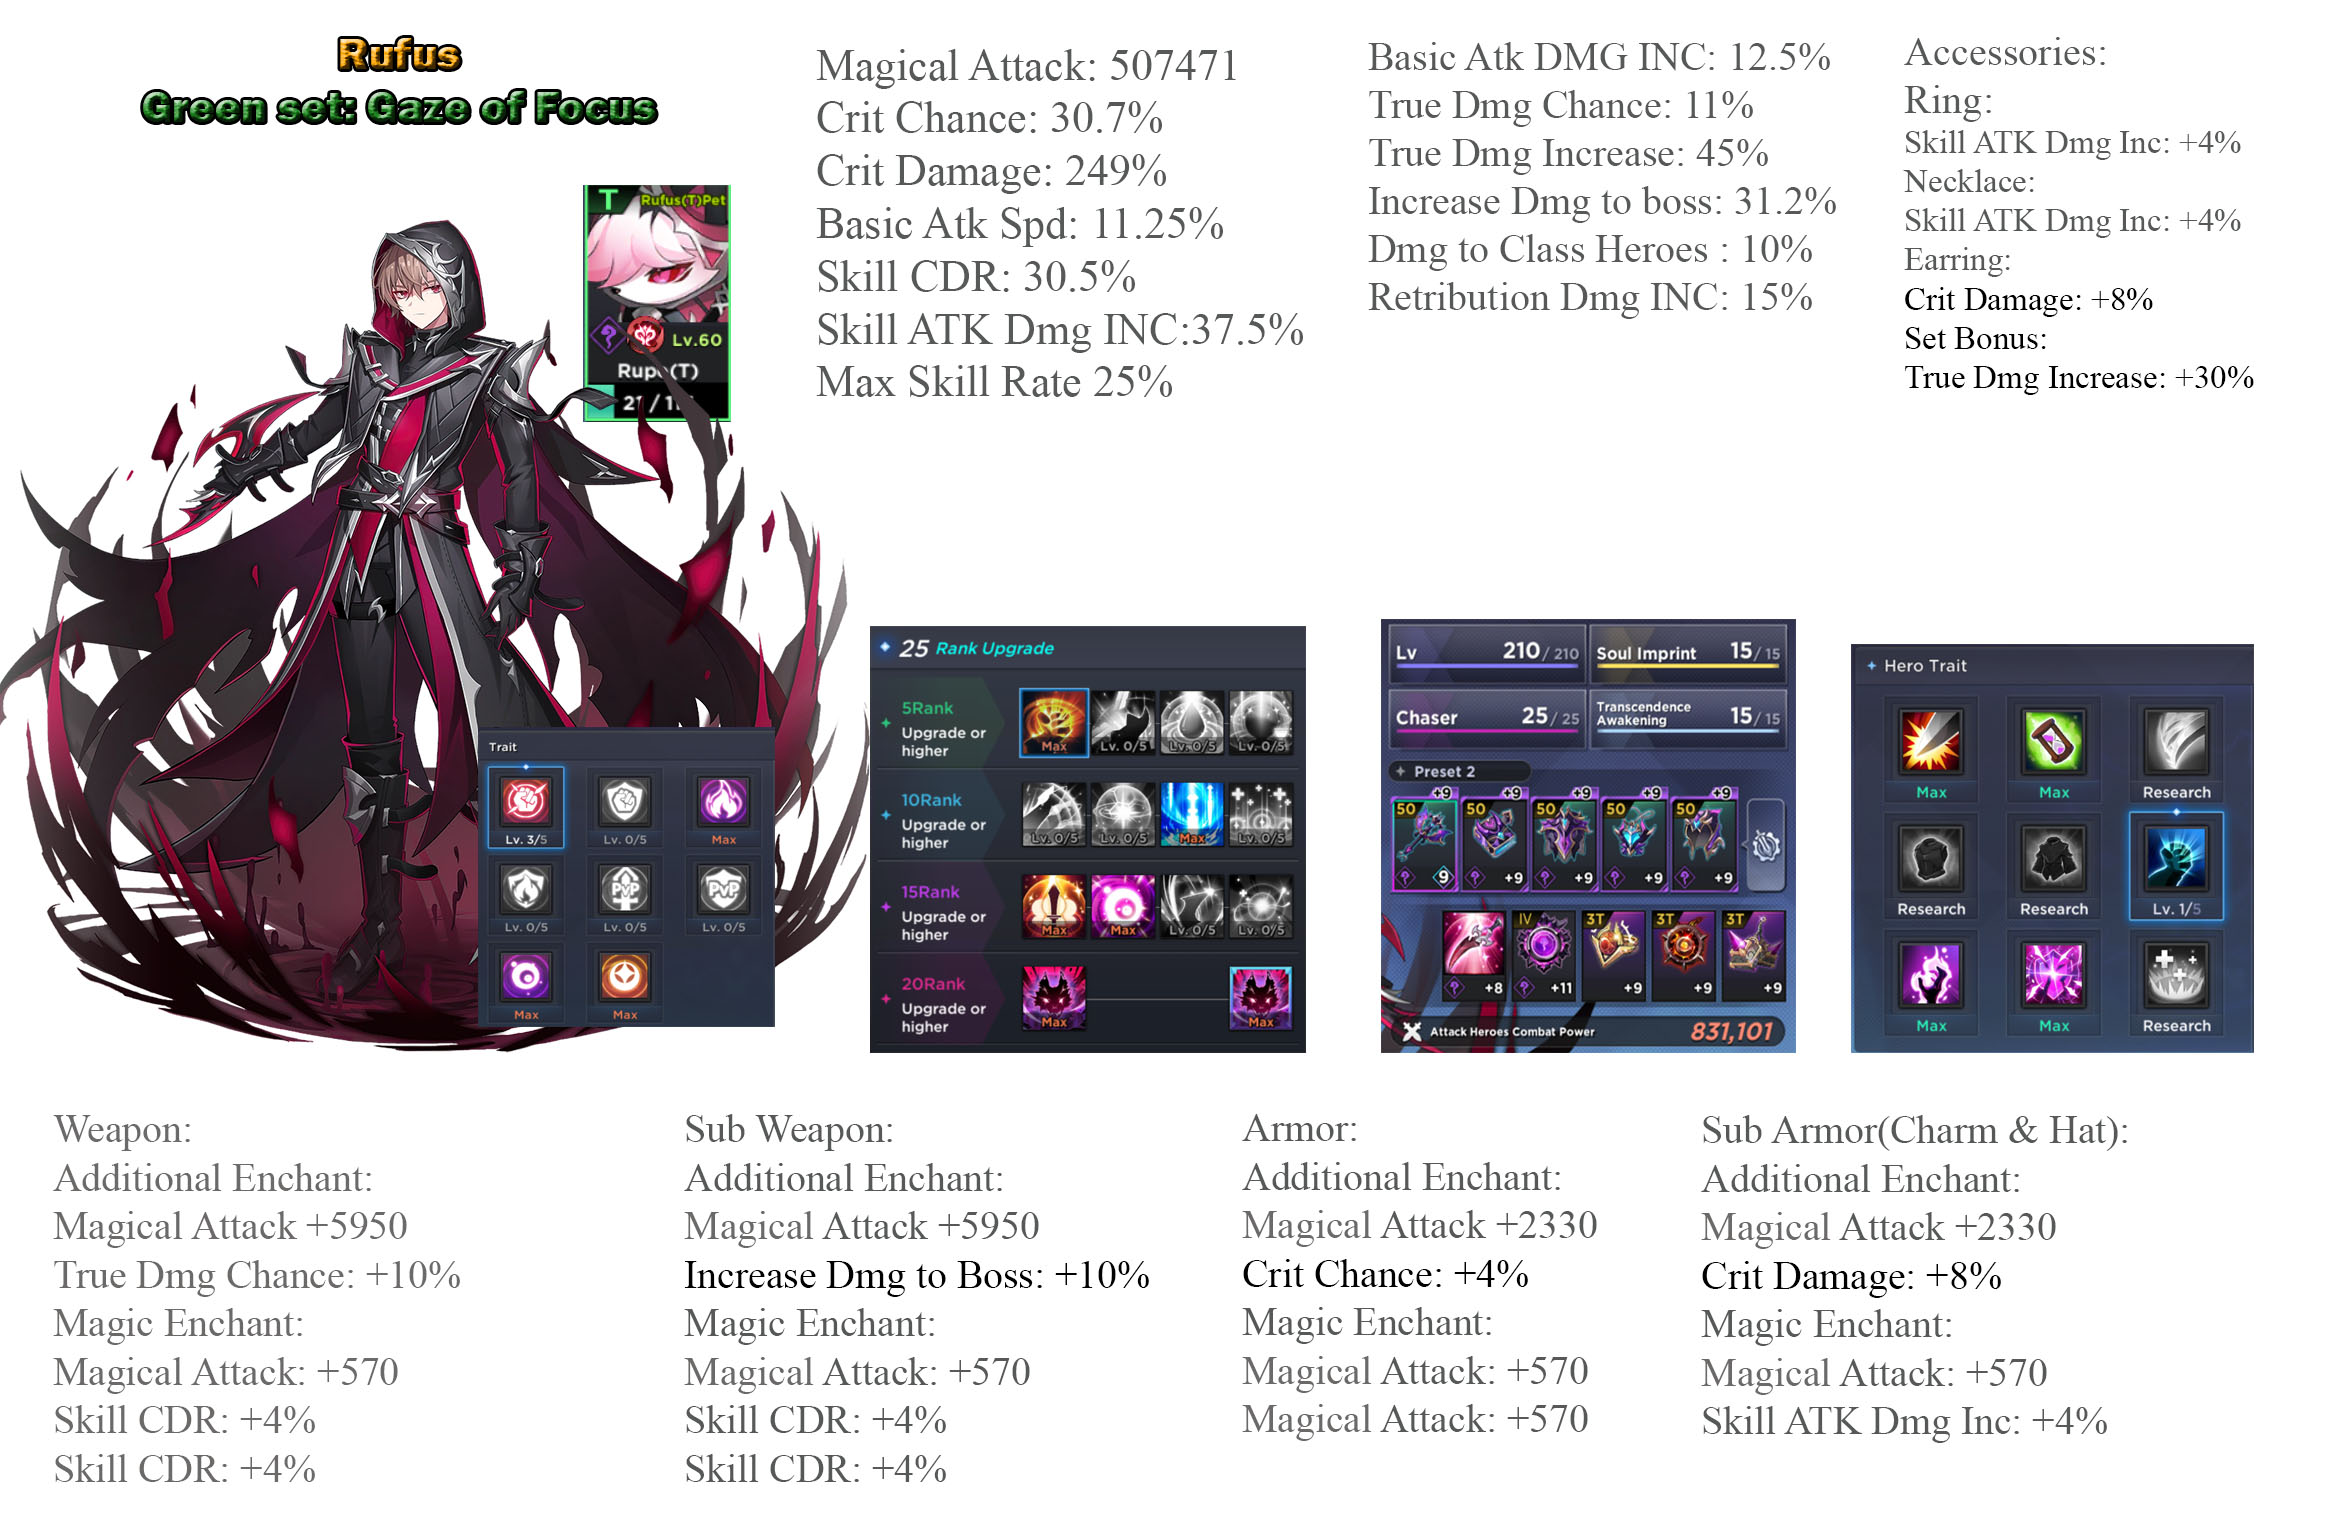 Rufus
Green set: Gaze of Focus
T Rufus(T)Pet
Lv.60
(T)
Magical Attack: 507471
Crit Chance: 30.7%
Crit Damage: 249%
Basic Atk Spd: 11.25%
Skill CDR: 30.5%
Skill ATK Dmg INC:37.5%
Max Skill Rate 25%
Basic Atk DMG INC: 12.5%
True Dmg Chance: 11%
True Dmg Increase: 45%
Increase Dmg to boss: 31.2%
Dmg to Class Heroes : 10%
Retribution Dmg INC: 15%
Accessories:
Ring:
Skill ATK Dmg Inc: +4%
Necklace:
Skill ATK Dmg Inc: +4%
Earring:
Crit Damage: +8%
Set Bonus:
True Dmg Increase: +30%
Trait
Lv. 3/5 Lv. 0/5 Max
Lv. 0/5 Lv. 0/5 Lv. 0/5
PvP PvP
Max Max
25 Rank Upgrade
5Rank
Upgrade or
higher
Max Lv. 0/5 Lv. 0/5 Lv. 0/5
10Rank
Upgrade or
higher
Lv. 0/5 Lv. 0/5 Max Lv. 0/5
15Rank
Upgrade or
higher
Max Max Lv. 0/5 Lv. 0/5
20Rank
Upgrade or
higher
Max Max
Lv 210/210 Soul Imprint 15/15
Chaser 25/25 Transcendence Awakening 15/15
Preset 2
+9 +9 +9 +9 +9
50 50 50 50 50
9 +9 +9 +9 +9
IV 3T 3T 3T
+8 +11 +9 +9 +9
Attack Heroes Combat Power 831,101
Hero Trait
Max Max Research
Research Research Lv. 1/5
Max Max Research
Weapon:
Additional Enchant:
Magical Attack +5950
True Dmg Chance: +10%
Magic Enchant:
Magical Attack: +570
Skill CDR: +4%
Skill CDR: +4%
Sub Weapon:
Additional Enchant:
Magical Attack +5950
Increase Dmg to Boss: +10%
Magic Enchant:
Magical Attack: +570
Skill CDR: +4%
Skill CDR: +4%
Armor:
Additional Enchant:
Magical Attack +2330
Crit Chance: +4%
Magic Enchant:
Magical Attack: +570
Magical Attack: +570
Sub Armor(Charm & Hat):
Additional Enchant:
Magical Attack +2330
Crit Damage: +8%
Magic Enchant:
Magical Attack: +570
Skill ATK Dmg Inc: +4%